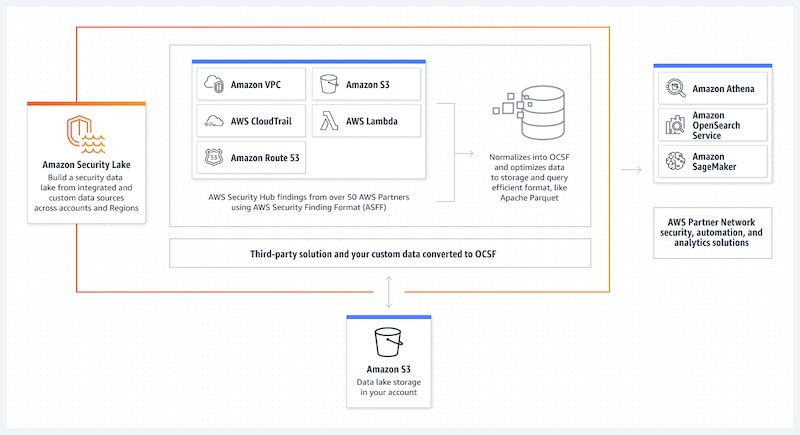 Amazon Security Lake
Build a security data
lake from integrated and
custom data sources
across accounts and Regions
Amazon VPC
Amazon S3
AWS CloudTrail
AWS Lambda
53
Amazon Route 53
AWS Security Hub findings from over 50 AWS Partners
using AWS Security Finding Format (ASFF)
Normalizes into OCSF
and optimizes data
to storage and query
efficient format, like
Apache Parquet
Third-party solution and your custom data converted to OCSF
Amazon S3
Data lake storage
in your account
Amazon Athena
Amazon
OpenSearch
Service
Amazon
SageMaker
AWS Partner Network
security, automation, and
analytics solutions